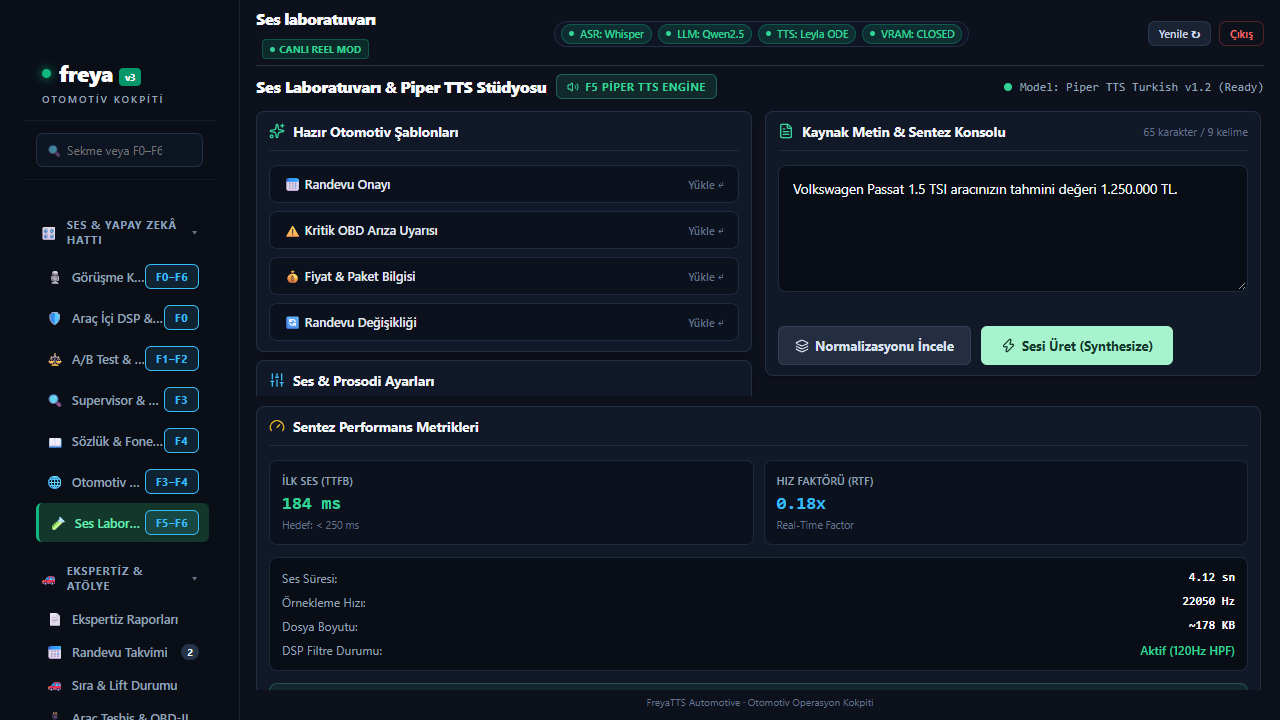 freya v3
OTOMOTİV KOKPİTİ
Sekme veya F0–F6
SES & YAPAY ZEKÂ
HATTI
Görüşme K... F0–F6
Araç İçi DSP &... F0
A/B Test & ... F1–F2
Supervisor & ... F3
Sözlük & Fone... F4
Otomotiv ... F3–F4
Ses Labor... F5–F6
EKSPERTİZ &
ATÖLYE
Ekspertiz Raporları
Randevu Takvimi 2
Sıra & Lift Durumu
Araç Teşhis & OBD-II
Ses laboratuvarı
CANLI REEL MOD
ASR: Whisper
LLM: Qwen2.5
TTS: Leyla ODE
VRAM: CLOSED
Yenile ↻
Çıkış
Ses Laboratuvarı & Piper TTS Stüdyosu
F5 PİPER TTS ENGİNE
Model: Piper TTS Turkish v1.2 (Ready)
Hazır Otomotiv Şablonları
Randevu Onayı Yükle ↵
Kritik OBD Arıza Uyarısı Yükle ↵
Fiyat & Paket Bilgisi Yükle ↵
Randevu Değişikliği Yükle ↵
Ses & Prosodi Ayarları
Kaynak Metin & Sentez Konsolu
65 karakter / 9 kelime
Volkswagen Passat 1.5 TSI aracınızın tahmini değeri 1.250.000 TL.
Normalizasyonu İncele
Sesi Üret (Synthesize)
Sentez Performans Metrikleri
İLK SES (TTFB)
184 ms
Hedef: < 250 ms
HIZ FAKTÖRÜ (RTF)
0.18x
Real-Time Factor
Ses Süresi: 4.12 sn
Örnekleme Hızı: 22050 Hz
Dosya Boyutu: ~178 KB
DSP Filtre Durumu: Aktif (120Hz HPF)
FreyaTTS Automotive · Otomotiv Operasyon Kokpiti